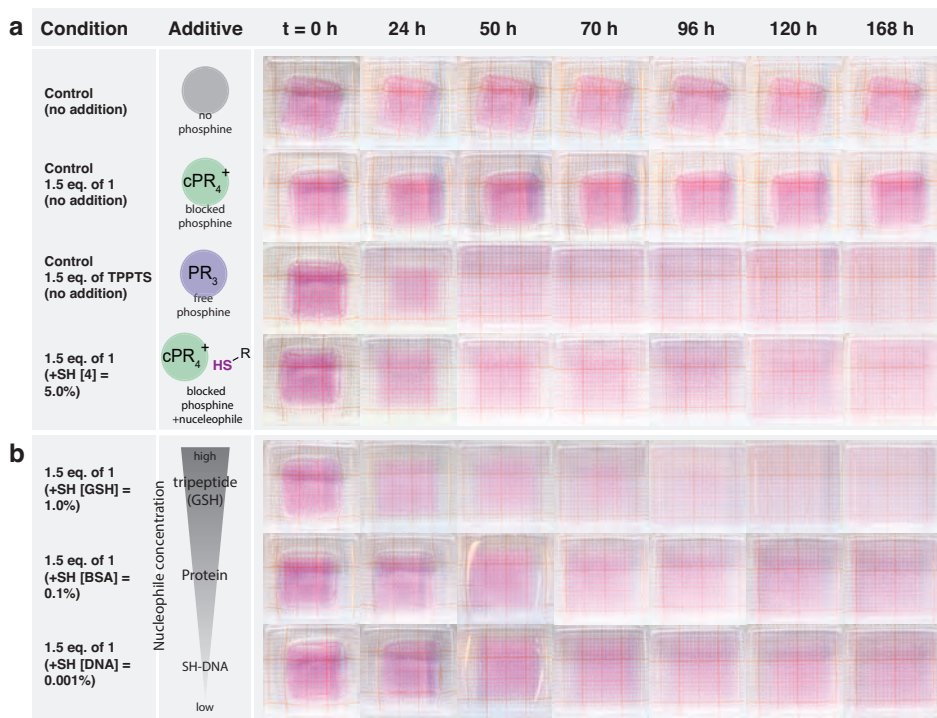 a
Condition Additive t = 0 h 24 h 50 h 70 h 96 h 120 h 168 h
Control
(no addition)
no
phosphine
Control
1.5 eq. of 1
(no addition)
cPR4+
blocked
phosphine
Control
1.5 eq. of TPPTS
(no addition)
PR3
free
phosphine
1.5 eq. of 1
(+SH [4] =
5.0%)
cPR4+ HS R
blocked
phosphine
+nuceleophile
b
1.5 eq. of 1
(+SH [GSH] =
1.0%)
1.5 eq. of 1
(+SH [BSA] =
0.1%)
1.5 eq. of 1
(+SH [DNA] =
0.001%)
Nucleophile concentration
high
tripeptide
(GSH)
Protein
SH-DNA
low